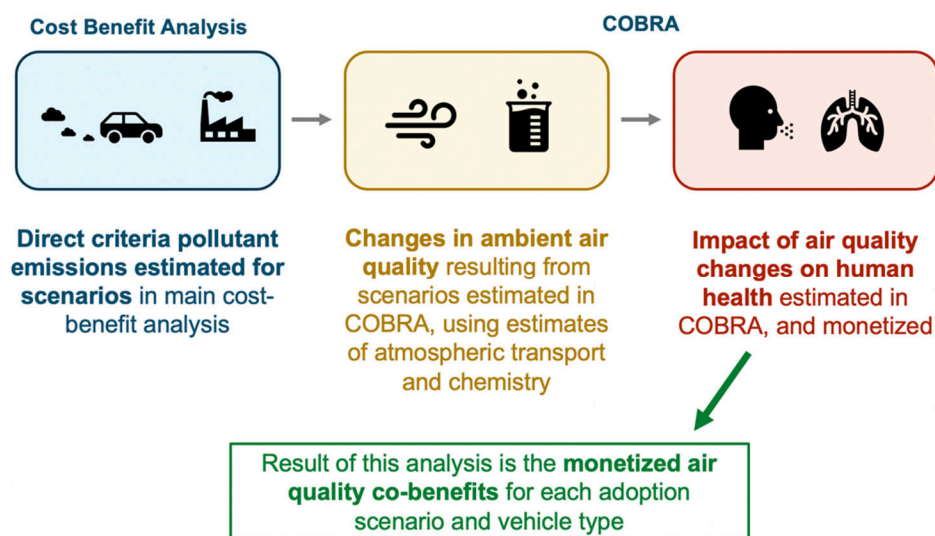 Cost Benefit Analysis
COBRA
Direct criteria pollutant
emissions estimated for
scenarios in main cost-
benefit analysis
Changes in ambient air
quality resulting from
scenarios estimated in
COBRA, using estimates
of atmospheric transport
and chemistry
Impact of air quality
changes on human
health estimated in
COBRA, and monetized
Result of this analysis is the monetized air
quality co-benefits for each adoption
scenario and vehicle type